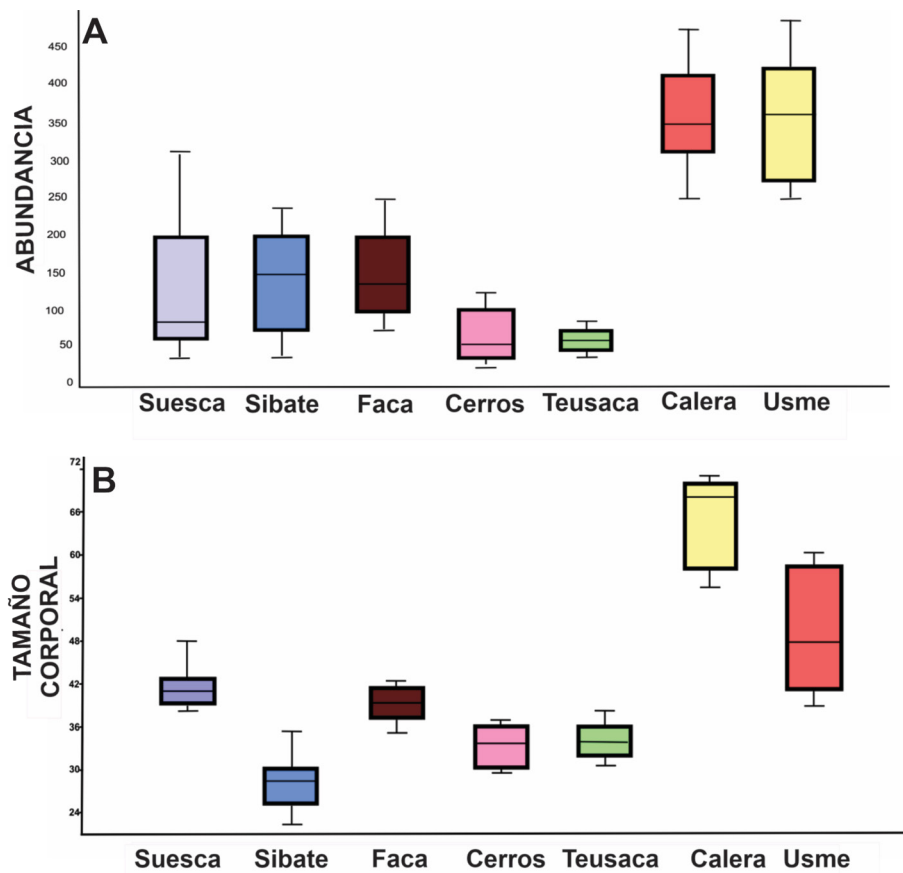 A
450
400
350
300
250
200
150
100
50
0
ABUNDANCIA
Suesca Sibate Faca Cerros Teusaca Calera Usme
B
72
66
60
54
48
42
36
30
24
TAMAÑO
CORPORAL
Suesca Sibate Faca Cerros Teusaca Calera Usme